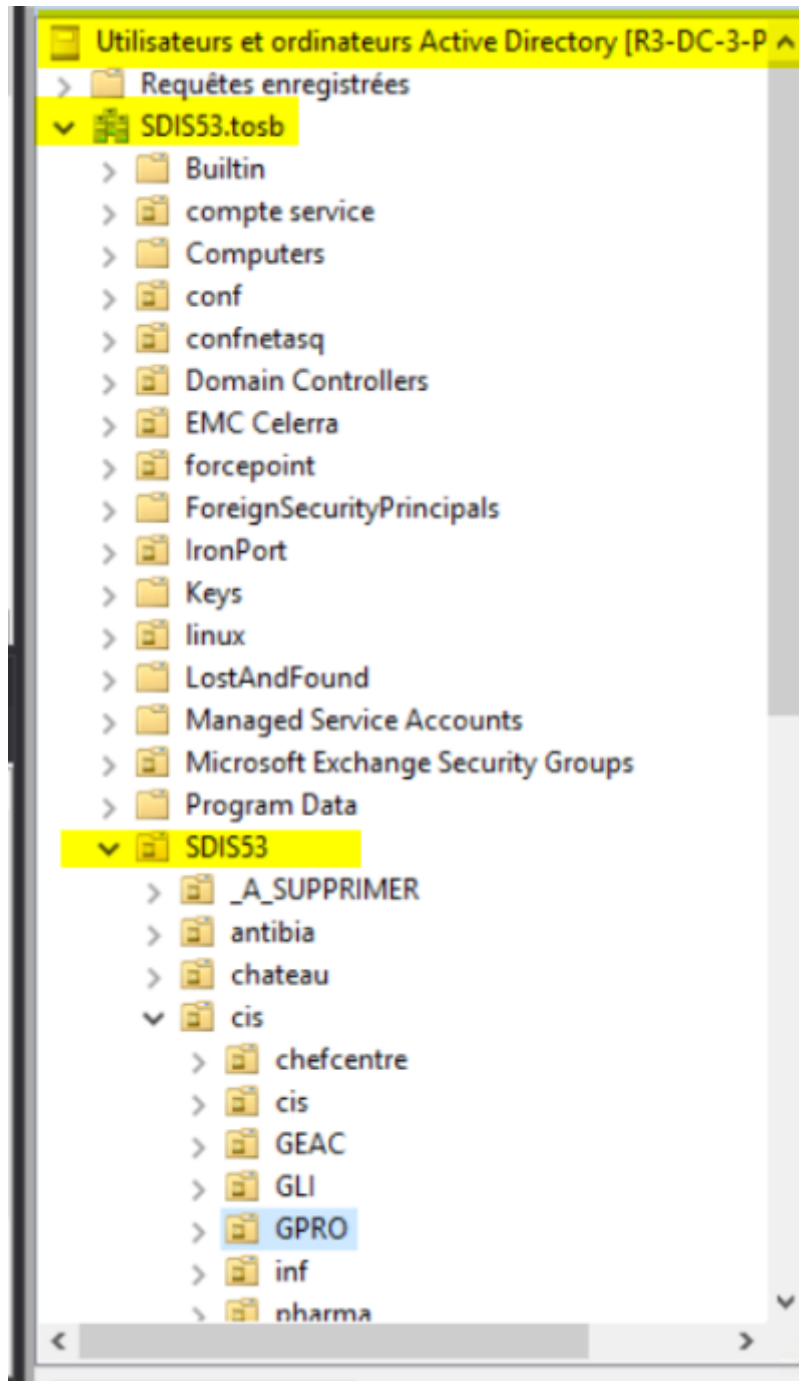 Utilisateurs et ordinateurs Active Directory [R3-DC-3-P
Requêtes enregistrées
SDIS53.tosb
Builtin
compte service
Computers
conf
confnetasq
Domain Controllers
EMC Celerra
forcepoint
ForeignSecurityPrincipals
IronPort
Keys
linux
LostAndFound
Managed Service Accounts
Microsoft Exchange Security Groups
Program Data
SDIS53
_A_SUPPRIMER
antibia
chateau
cis
chefcentre
cis
GEAC
GLI
GPRO
inf
pharma